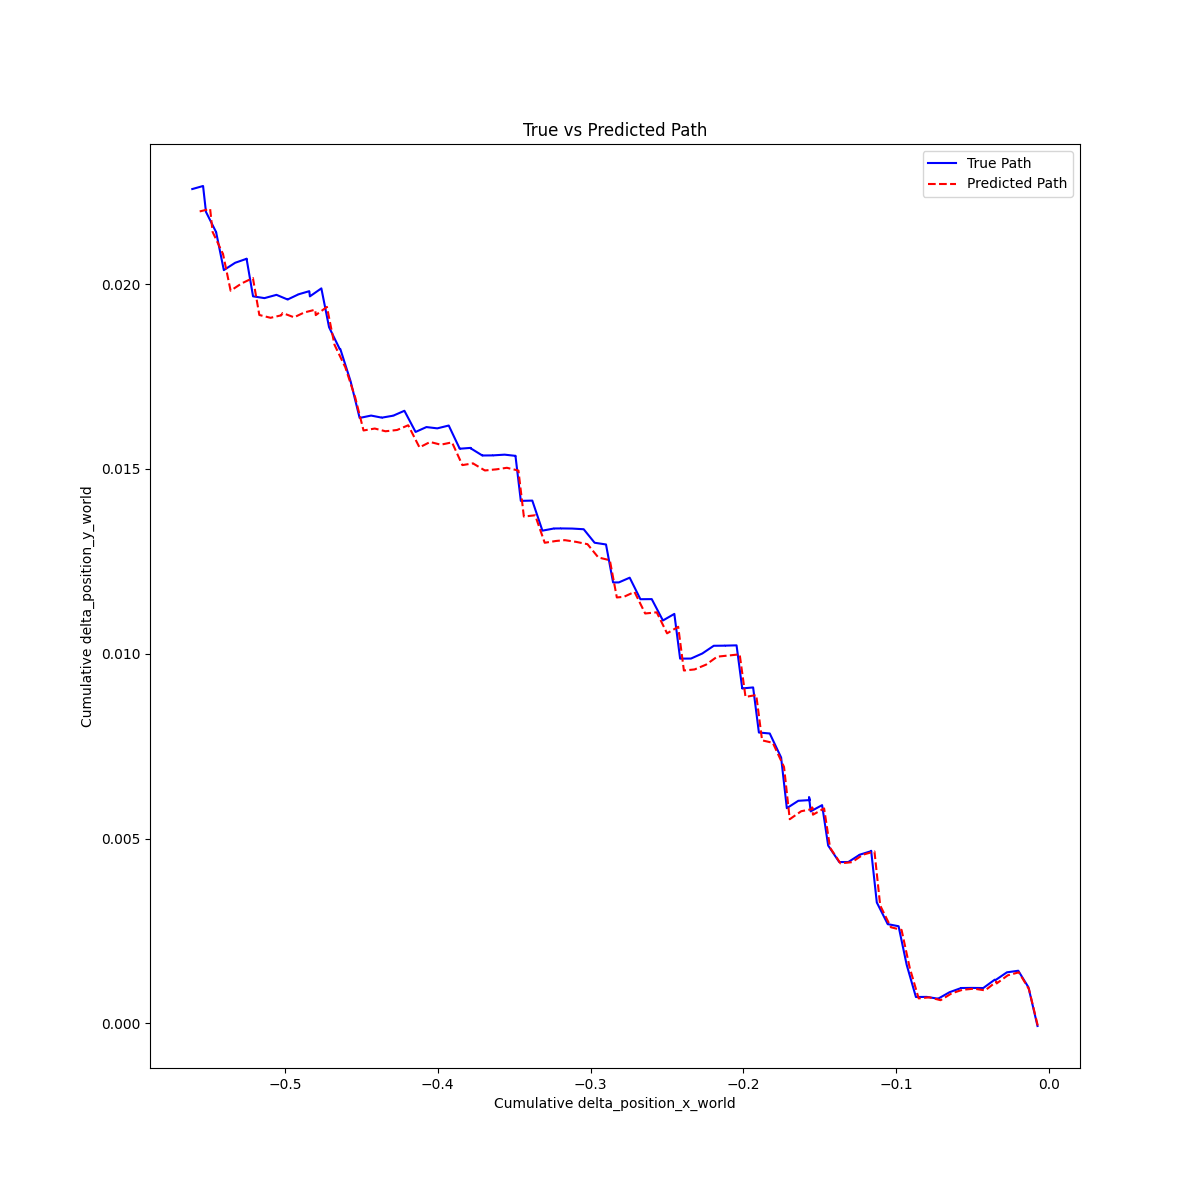 True vs Predicted Path
True Path
Predicted Path
0.020
0.015
0.010
0.005
0.000
Cumulative delta_position_y_world
−0.5
−0.4
−0.3
−0.2
−0.1
0.0
Cumulative delta_position_x_world